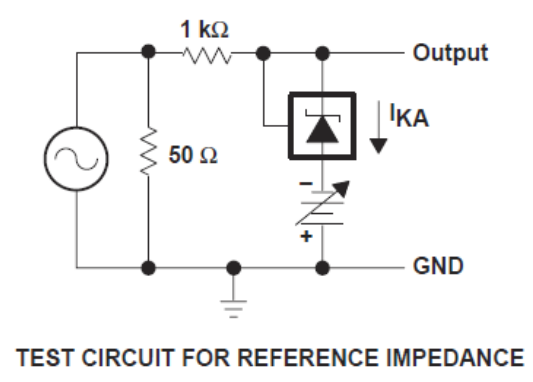 1 kΩ
Output
IKA
50 Ω
−
+
GND
TEST CIRCUIT FOR REFERENCE IMPEDANCE